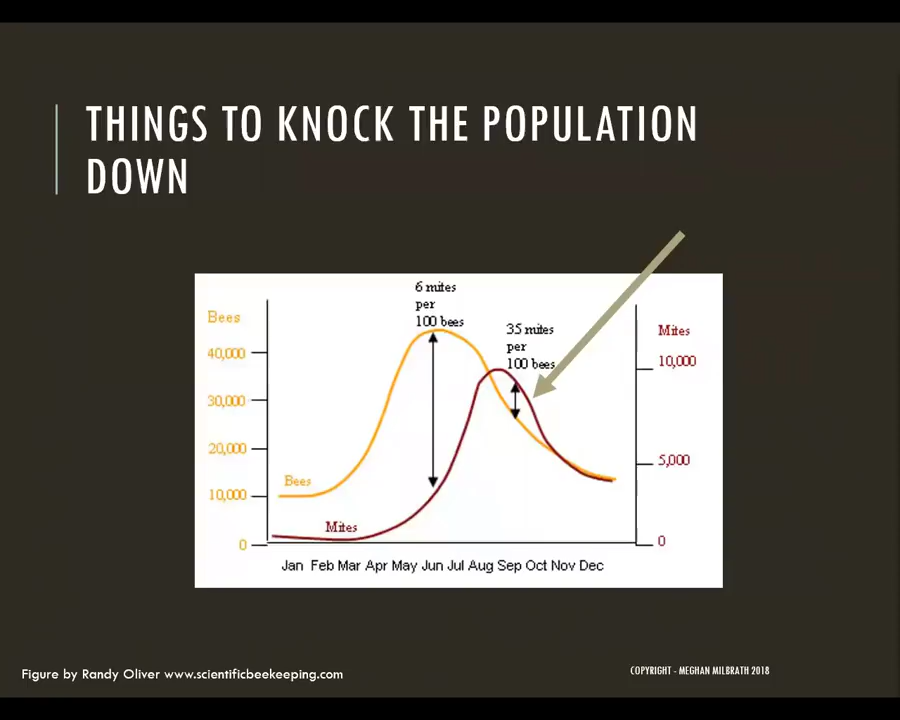 THINGS TO KNOCK THE POPULATION
DOWN
6 mites
per
100 bees
Bees
35 mites
per
100 bees
Mites
40,000
10,000
30,000
20,000
5,000
Bees
10,000
Mites
0
0
Jan Feb Mar Apr May Jun Jul Aug Sep Oct Nov Dec
Figure by Randy Oliver www.scientificbeekeeping.com
COPYRIGHT - MEGHAN MILBRATH 2018